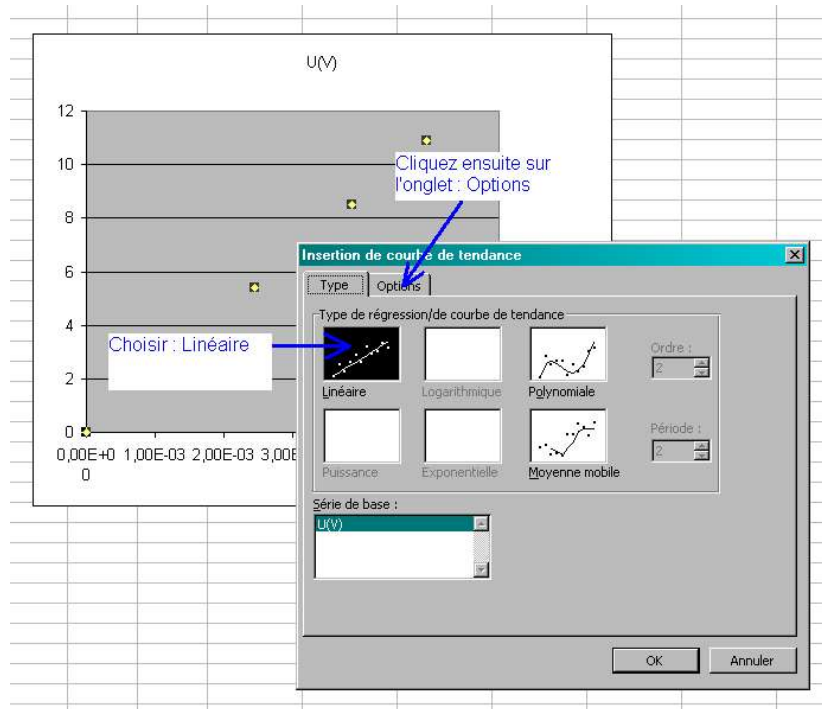 U(V)
12
10
8
6
4
2
0
0,00E+0
0
1,00E-03 2,00E-03 3,00E
Cliquez ensuite sur
l'onglet : Options
Choisir : Linéaire
Insertion de courbe de tendance
Type
Options
Type de régression/de courbe de tendance
Linéaire
Logarithmique
Polynomiale
Ordre :
2
Puissance
Exponentielle
Moyenne mobile
Période :
2
Série de base :
U(V)
OK
Annuler